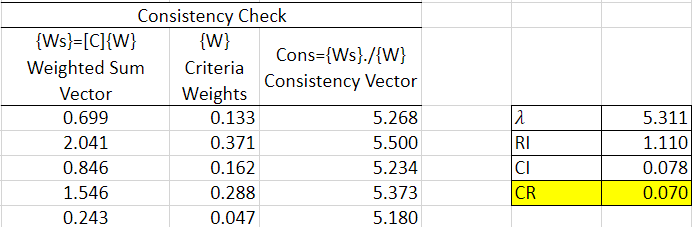 Consistency Check
{Ws}=[C]{W} Weighted Sum Vector
{W} Criteria Weights
Cons={Ws}./{W} Consistency Vector
0.699 0.133 5.268 λ 5.311
2.041 0.371 5.500 RI 1.110
0.846 0.162 5.234 CI 0.078
1.546 0.288 5.373 CR 0.070
0.243 0.047 5.180